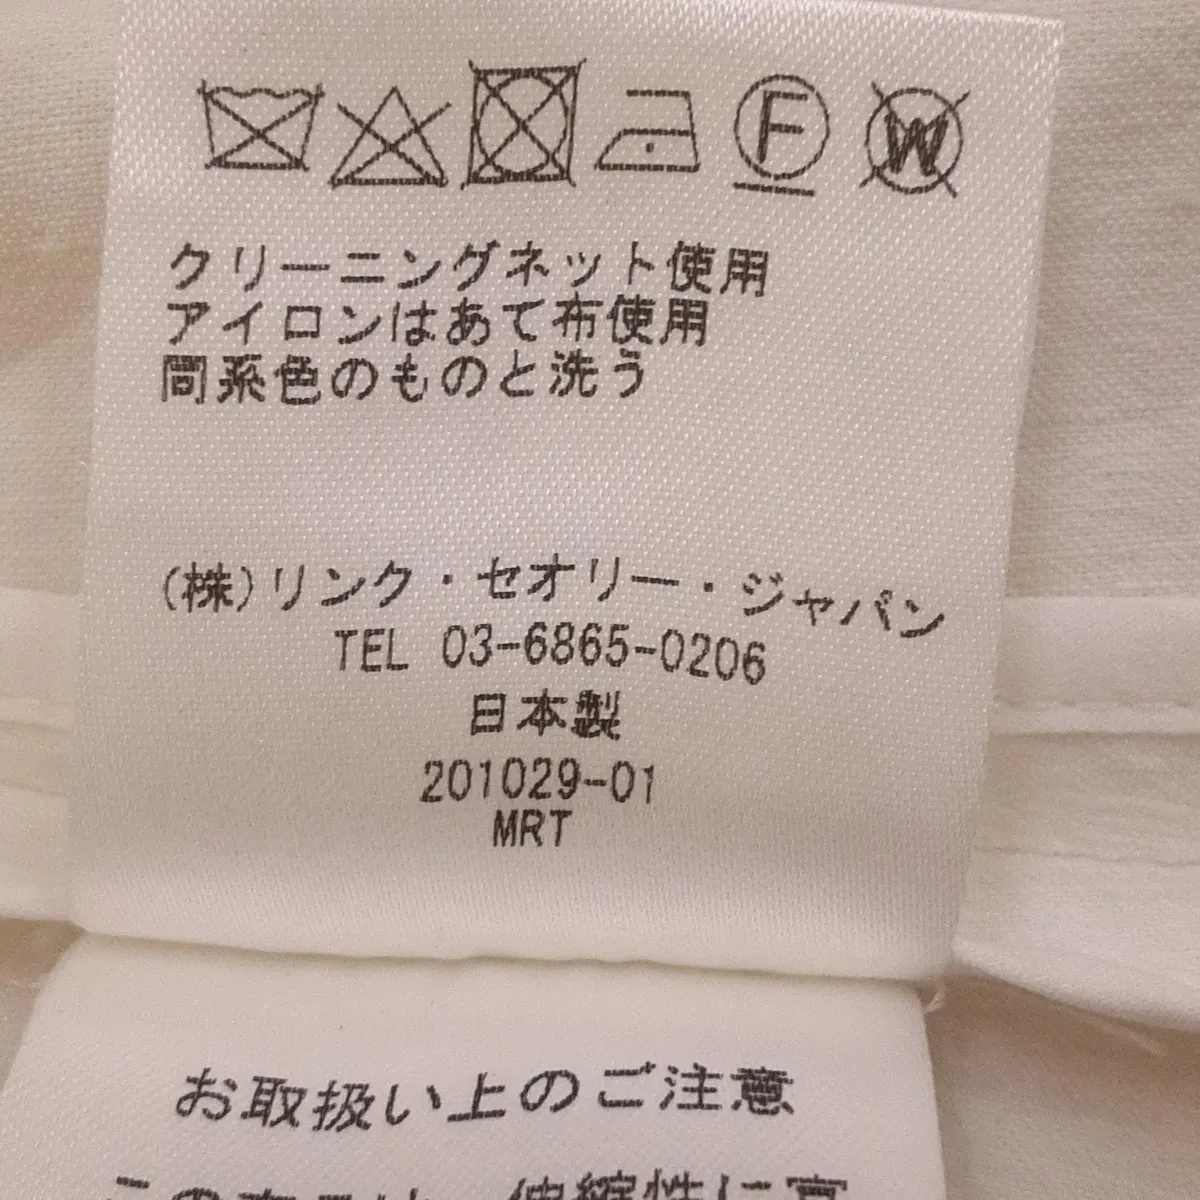 F W
クリーニングネット使用
アイロンはあて布使用
同系色のものと洗う
(株)リンク・セオリー・ジャパン
TEL 03-6865-0206
日本製
201029-01
MRT
お取扱い上のご注意